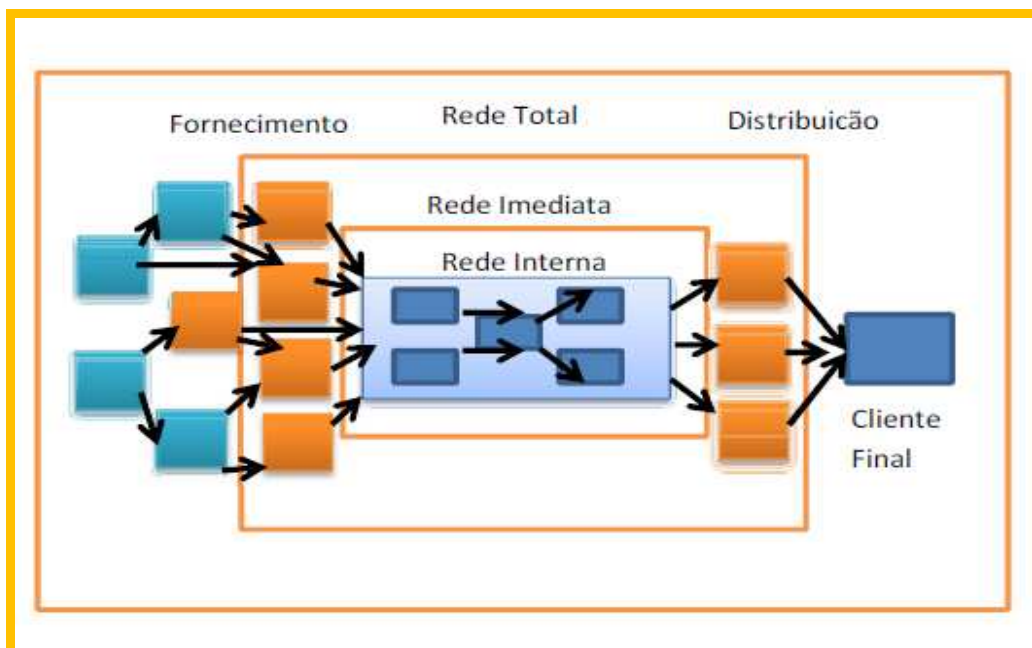 Rede Total
Fornecimento
Distribuicão
Rede Imediata
Rede Interna
Cliente
Final